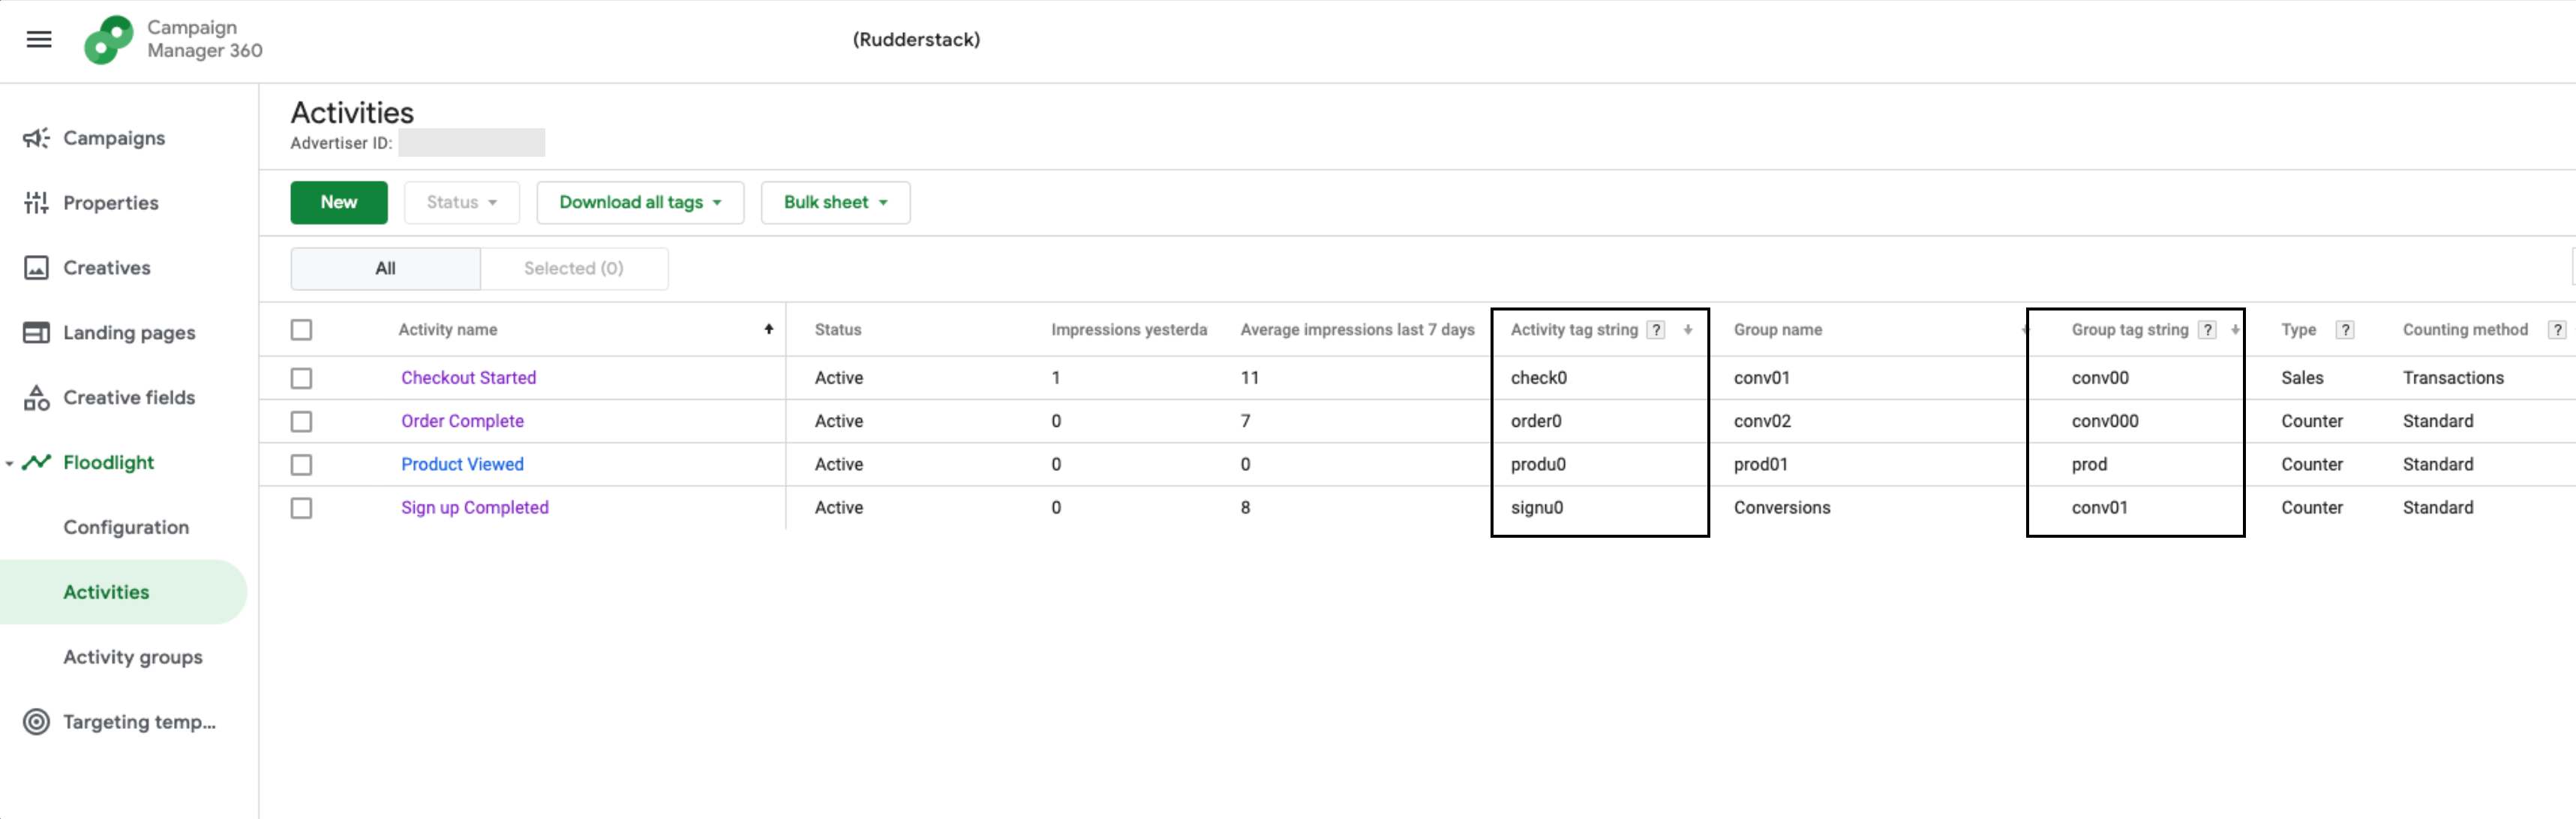 Campaign
Manager 360
(Rudderstack)
Campaigns
Properties
Creatives
Landing pages
Creative fields
Floodlight
Configuration
Activities
Activity groups
Targeting temp...
Activities
Advertiser ID:
New Status Download all tags Bulk sheet
All Selected (0)
Activity name Status Impressions yesterda Average impressions last 7 days Activity tag string ? Group name Group tag string ? Type ? Counting method ?
Checkout Started Active 1 11 check0 conv01 conv00 Sales Transactions
Order Complete Active 0 7 order0 conv02 conv000 Counter Standard
Product Viewed Active 0 0 produ0 prod01 prod Counter Standard
Sign up Completed Active 0 8 signu0 Conversions conv01 Counter Standard